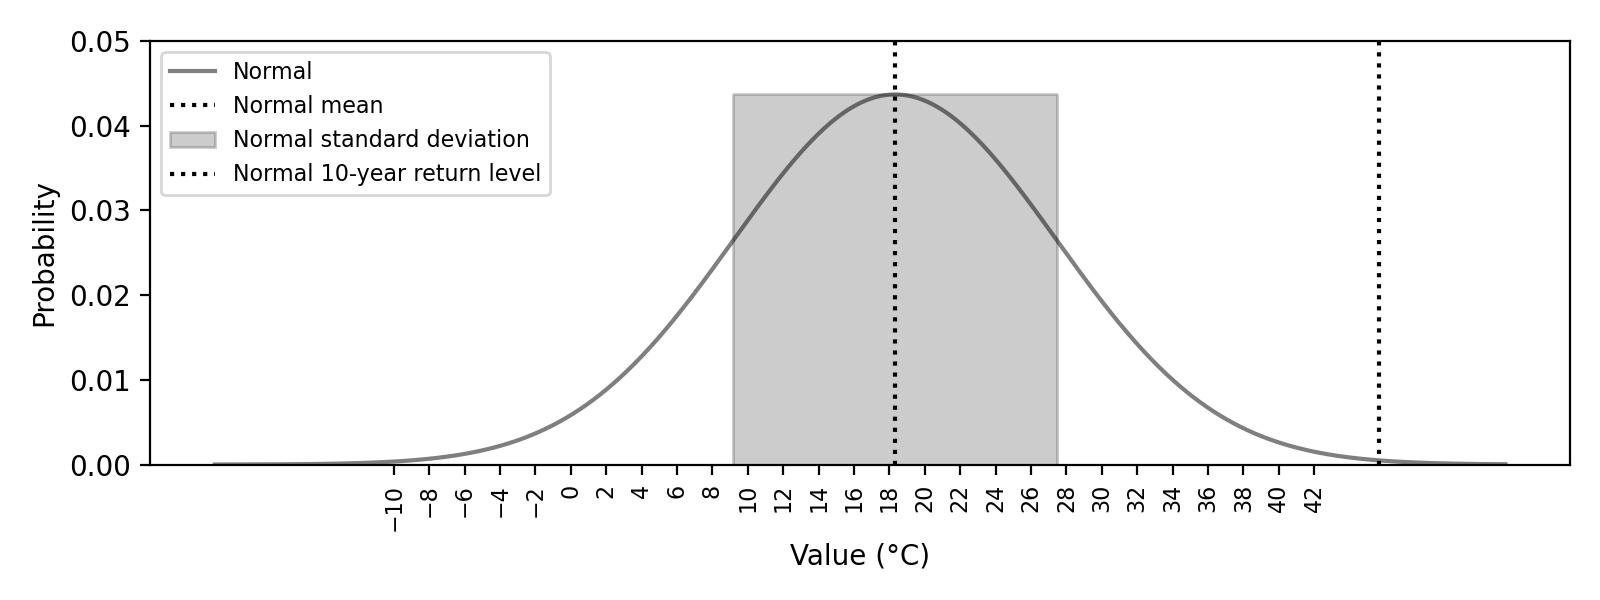 0.05
0.04
0.03
0.02
0.01
0.00
Probability
Normal
Normal mean
Normal standard deviation
Normal 10-year return level
−10 −8 −6 −4 −2 0 2 4 6 8 10 12 14 16 18 20 22 24 26 28 30 32 34 36 38 40 42
Value (°C)